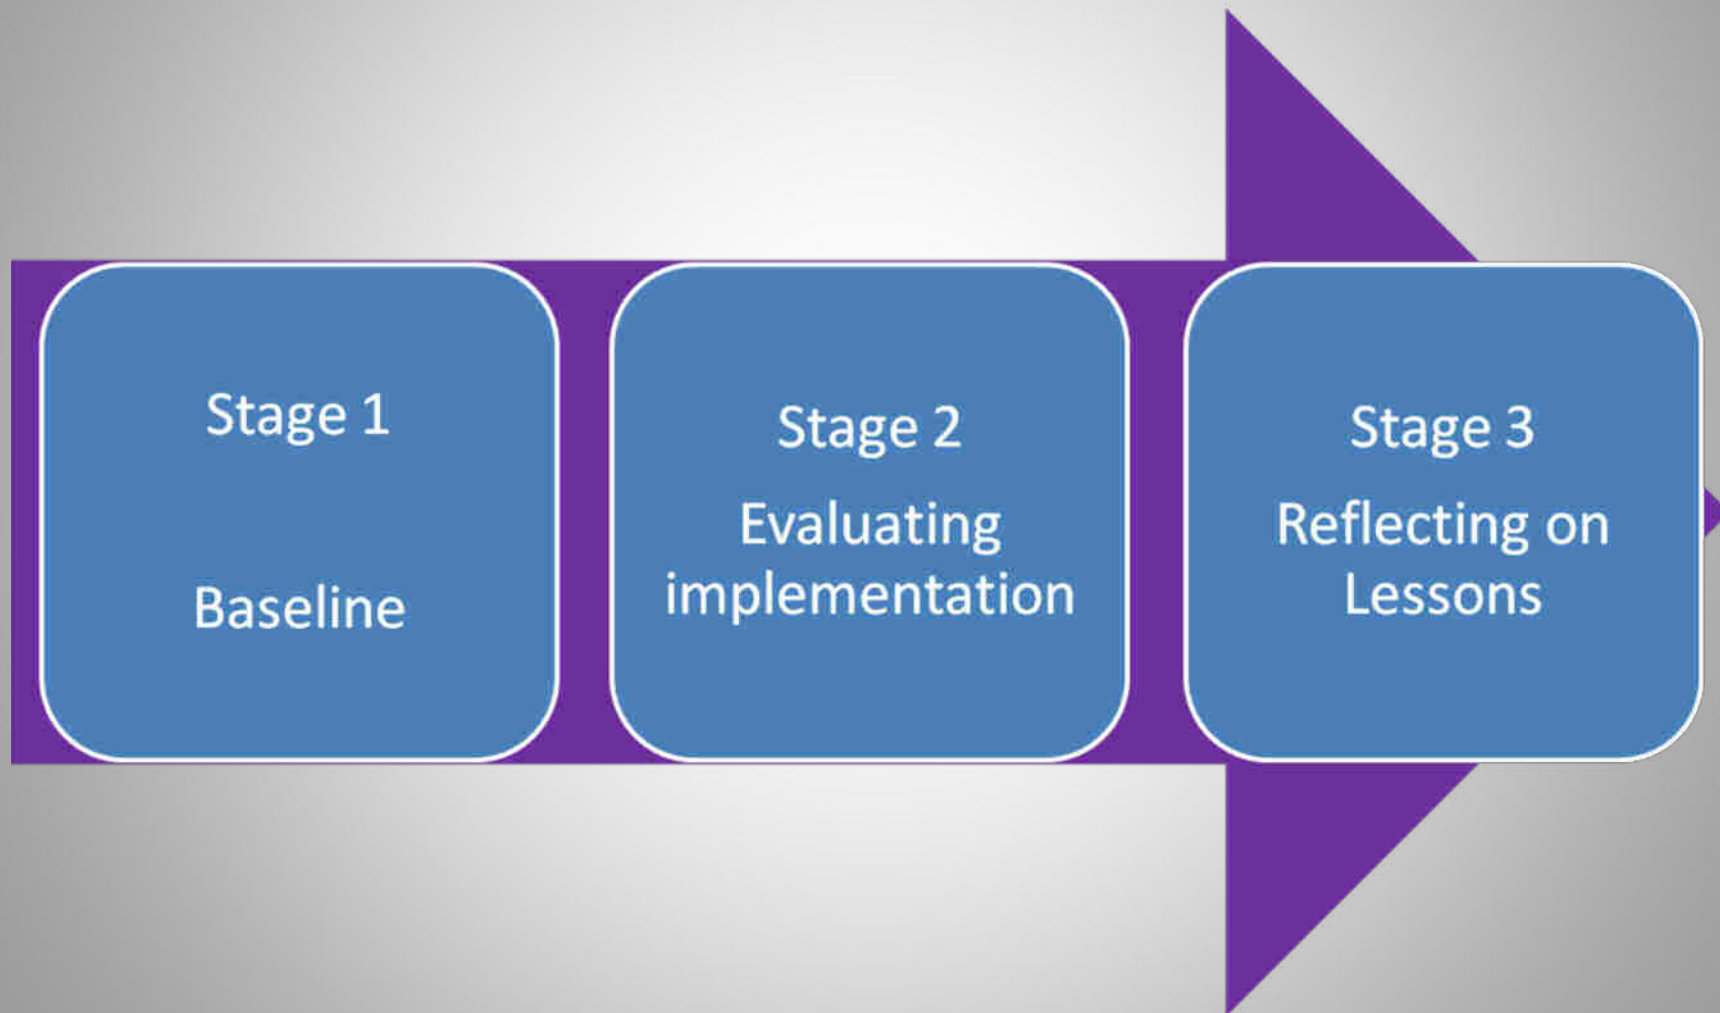 Stage 1
Baseline
Stage 2
Evaluating
implementation
Stage 3
Reflecting on
Lessons